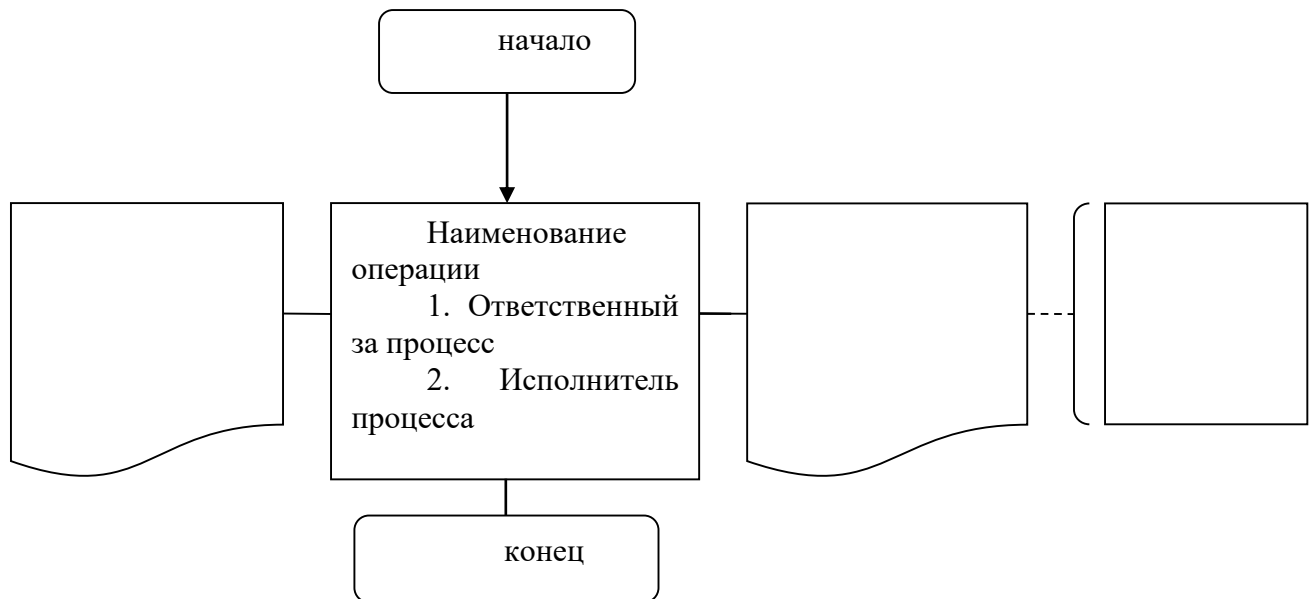 начало
Наименование
операции
1. Ответственный
за процесс
2. Исполнитель
процесса
конец